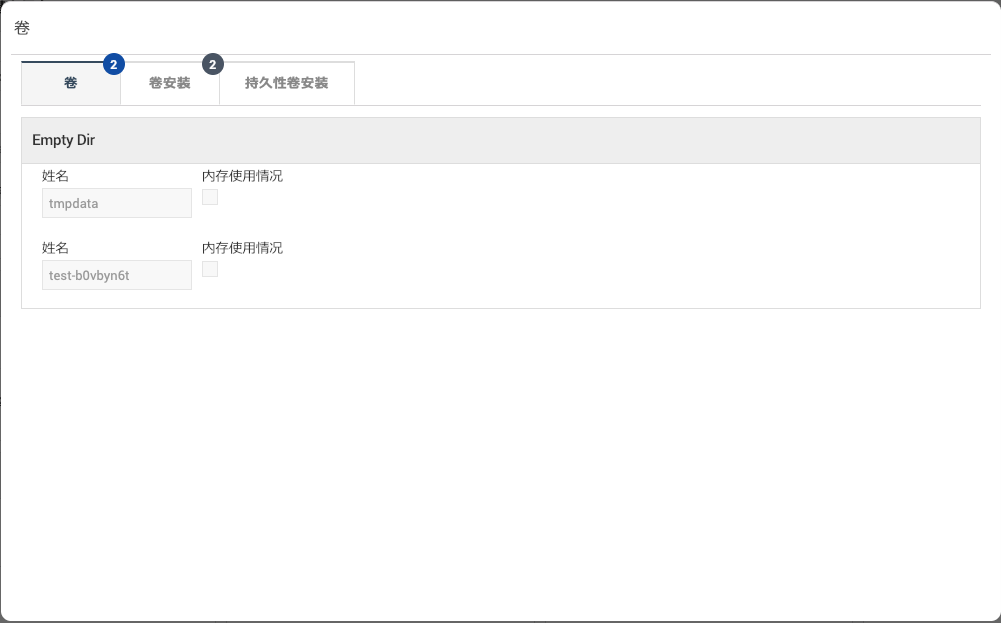 卷
卷 2
卷安装 2
持久性卷安装
Empty Dir
姓名 内存使用情况
tmpdata
姓名 内存使用情况
test-b0vbyn6t